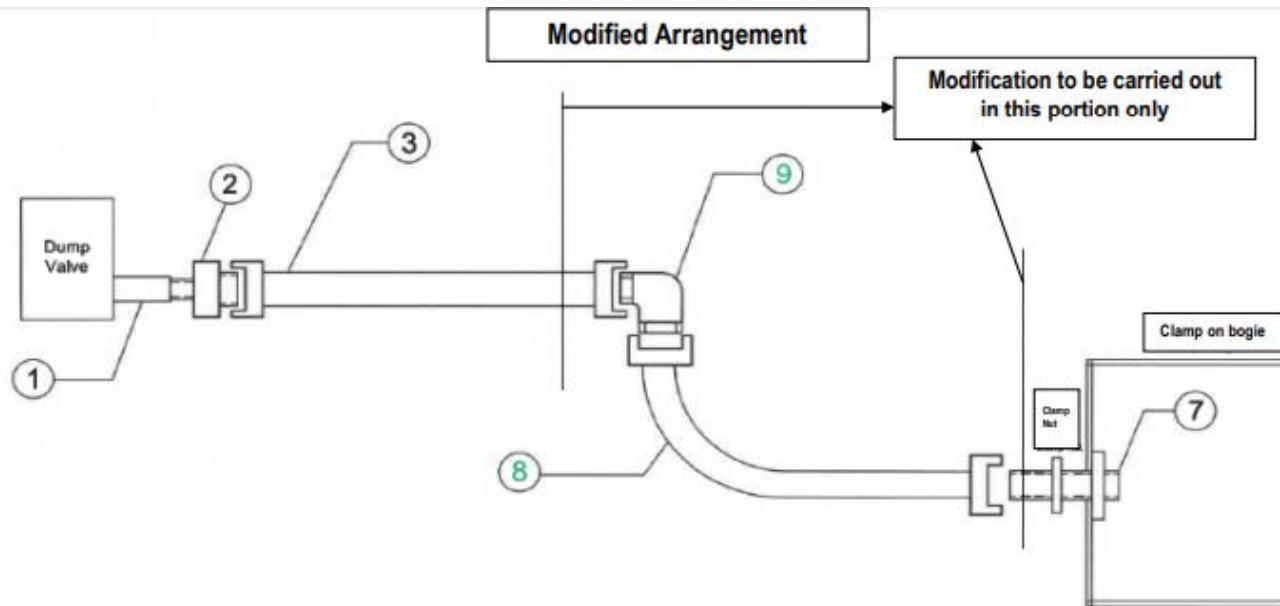 Modified Arrangement
Modification to be carried out
in this portion only
3
9
2
Dump
Valve
Clamp on bogie
1
Clamp
Nut
7
8